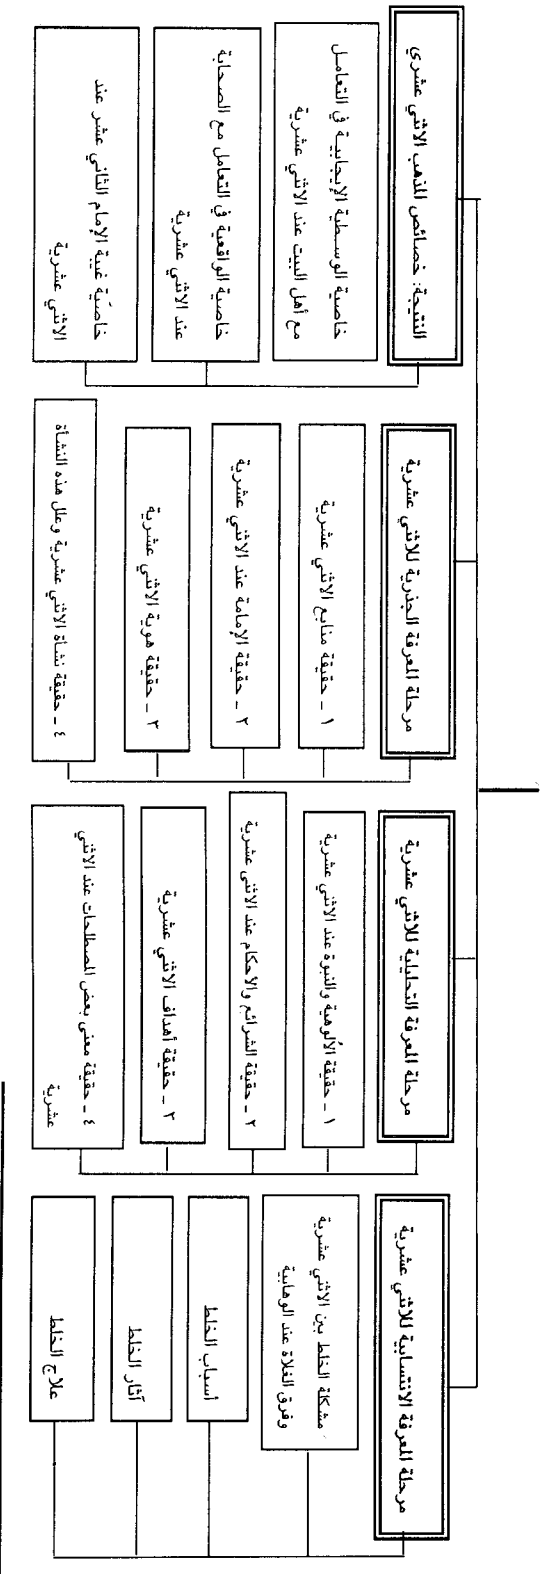 مرحلة المعرفة الانتسابية للاثني عشرية
مشكلة الخلط بين الاثني عشرية
وفرق الغلاة عند الوهابية
أسباب الخلط
آثار الخلط
علاج الخلط
مرحلة المعرفة التحليلية للاثني عشرية
١ ـ حقيقة الألوهية والنبوة عند الاثني عشرية
٢ ـ حقيقة الشرائع والأحكام عند الاثني عشرية
٣ ـ حقيقة أهداف الاثني عشرية
٤ ـ حقيقة معنى بعض المصطلحات عند الاثني
عشرية
مرحلة المعرفة الجذرية للاثني عشرية
١ ـ حقيقة منابع الاثني عشرية
٢ ـ حقيقة الإمامة عند الاثني عشرية
٣ ـ حقيقة هوية الاثني عشرية
٤ ـ حقيقة نشأة الاثني عشرية وعلل هذه النشأة
النتيجة: خصائص المذهب الاثني عشري
خاصية الوسطية الإيجابية في التعامل
مع أهل البيت عند الاثني عشرية
خاصية الواقعية في التعامل مع الصحابة
عند الاثني عشرية
خاصية غيبة الإمام الثاني عشر عند
الاثني عشرية